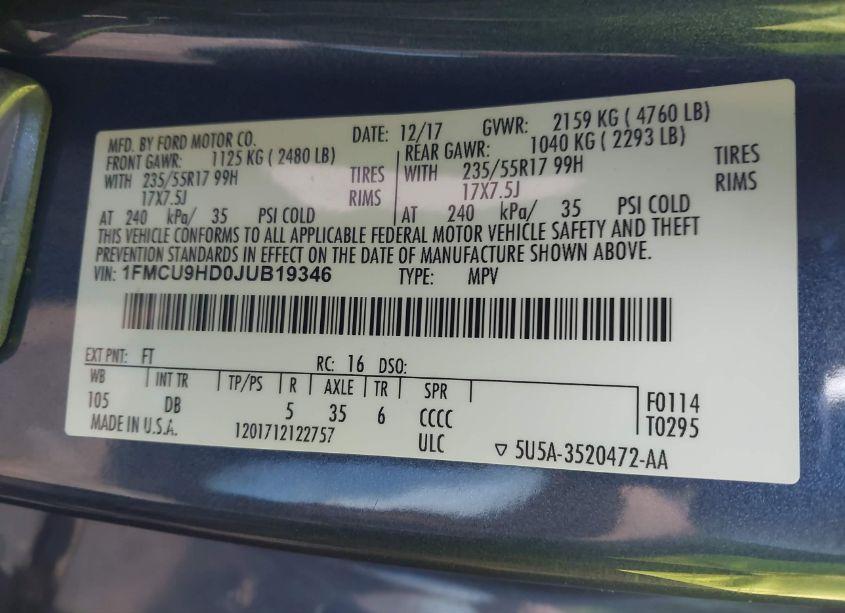 MFD. BY FORD MOTOR CO. DATE: 12/17 GVWR: 2159 KG ( 4760 LB)
FRONT GAWR: 1125 KG ( 2480 LB) REAR GAWR: 1040 KG ( 2293 LB)
WITH 235/55R17 99H TIRES WITH 235/55R17 99H TIRES
17X7.5J RIMS 17X7.5J RIMS
AT 240 kPa/ 35 PSI COLD AT 240 kPa/ 35 PSI COLD
THIS VEHICLE CONFORMS TO ALL APPLICABLE FEDERAL MOTOR VEHICLE SAFETY AND THEFT
PREVENTION STANDARDS IN EFFECT ON THE DATE OF MANUFACTURE SHOWN ABOVE.
VIN: 1FMCU9HD0JUB19346 TYPE: MPV
EXT PNT: FT RC: 16 DSO:
WB INT TR TP/PS R AXLE TR SPR F0114
105 DB 5 35 6 CCCC T0295
MADE IN U.S.A. 1201712122757 ULC ▽ 5U5A-3520472-AA